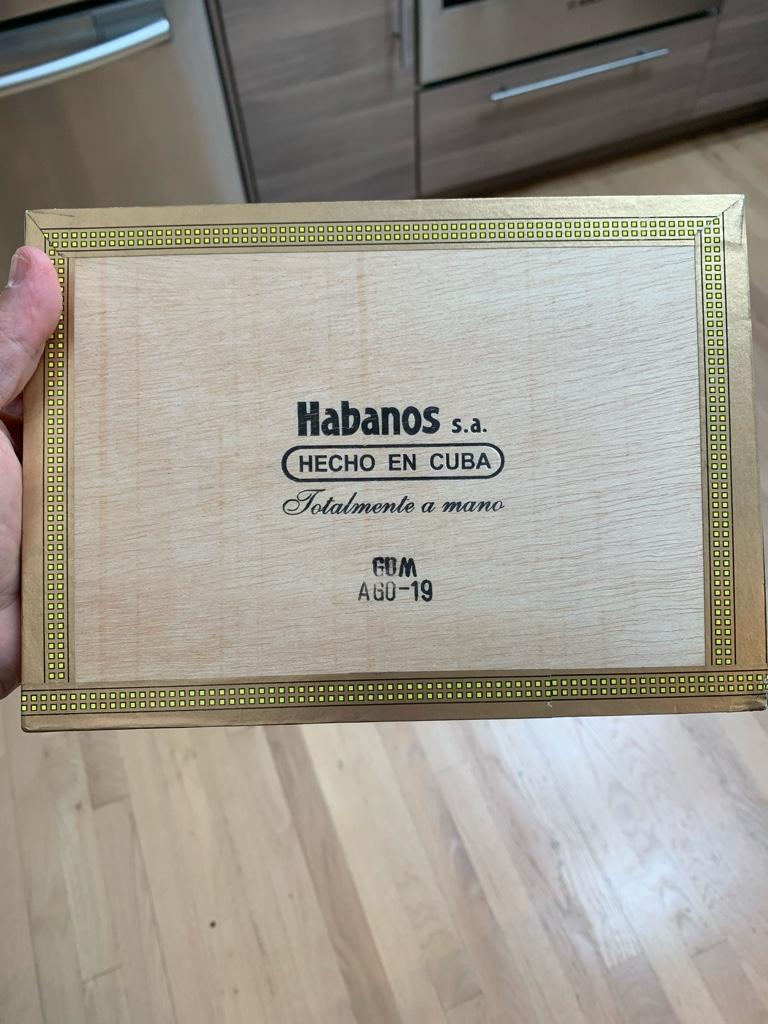 Habanos s.a.
HECHO EN CUBA
Totalmente a mano
GOM
AGO-19